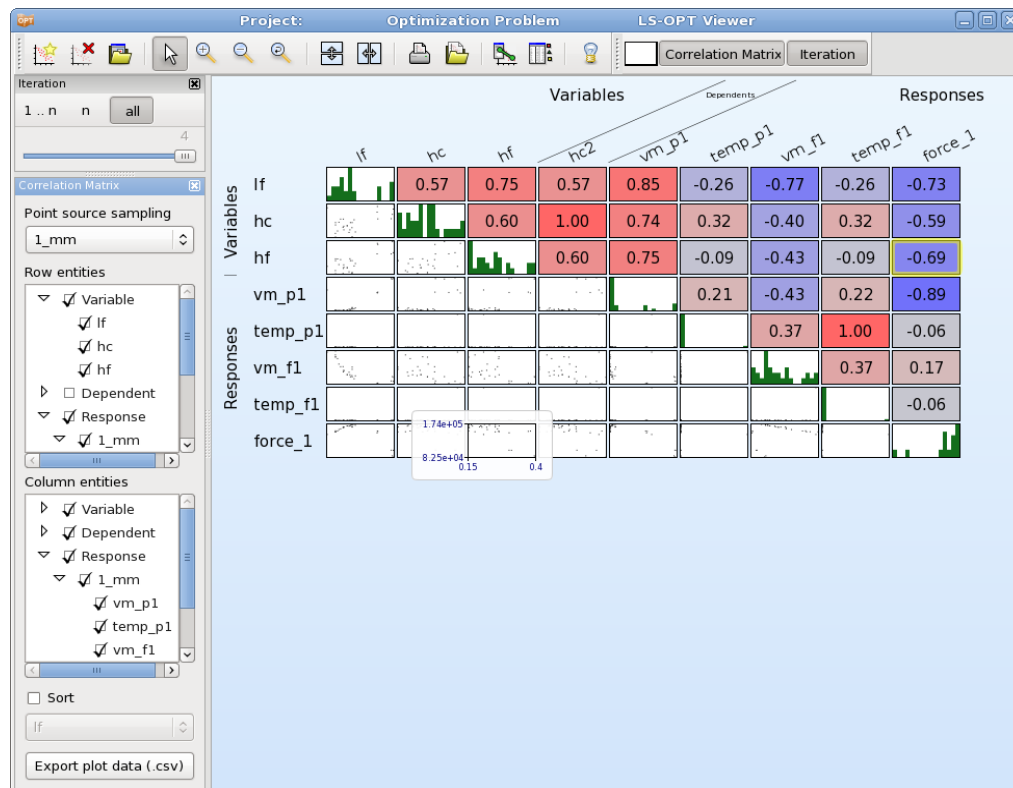 OPT Project: Optimization Problem LS-OPT Viewer
Correlation Matrix Iteration
Iteration
1 .. n n all
4
Correlation Matrix
Point source sampling
1_mm
Row entities
Variable
lf
hc
hf
Dependent
Response
1_mm
Column entities
Variable
Dependent
Response
1_mm
vm_p1
temp_p1
vm_f1
Sort
lf
Export plot data (.csv)
Variables Dependents Responses
lf hc hf hc2 vm_p1 temp_p1 vm_f1 temp_f1 force_1
Variables
Responses
lf 0.57 0.75 0.57 0.85 -0.26 -0.77 -0.26 -0.73
hc 0.60 1.00 0.74 0.32 -0.40 0.32 -0.59
hf 0.60 0.75 -0.09 -0.43 -0.09 -0.69
vm_p1 0.21 -0.43 0.22 -0.89
temp_p1 0.37 1.00 -0.06
vm_f1 0.37 0.17
temp_f1 -0.06
force_1
1.74e+05
8.25e+04
0.15 0.4